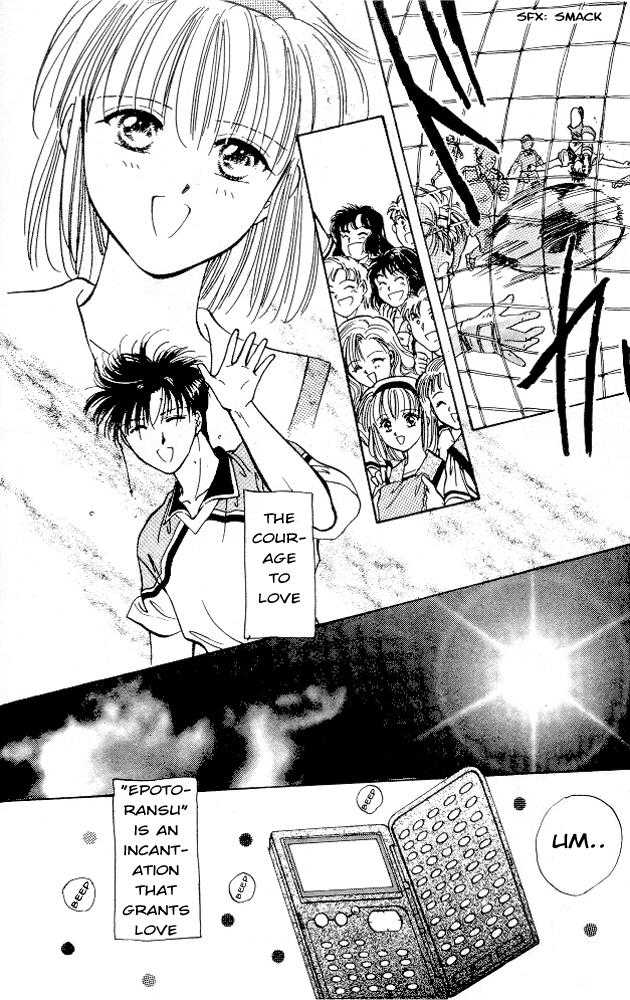 SFX: SMACK
THE
COUR-
AGE
TO
LOVE
"EPOTO-
RANSU"
IS AN
INCANT-
ATION
THAT
GRANTS
LOVE
BEEP
BEEP
BEEP
UM..